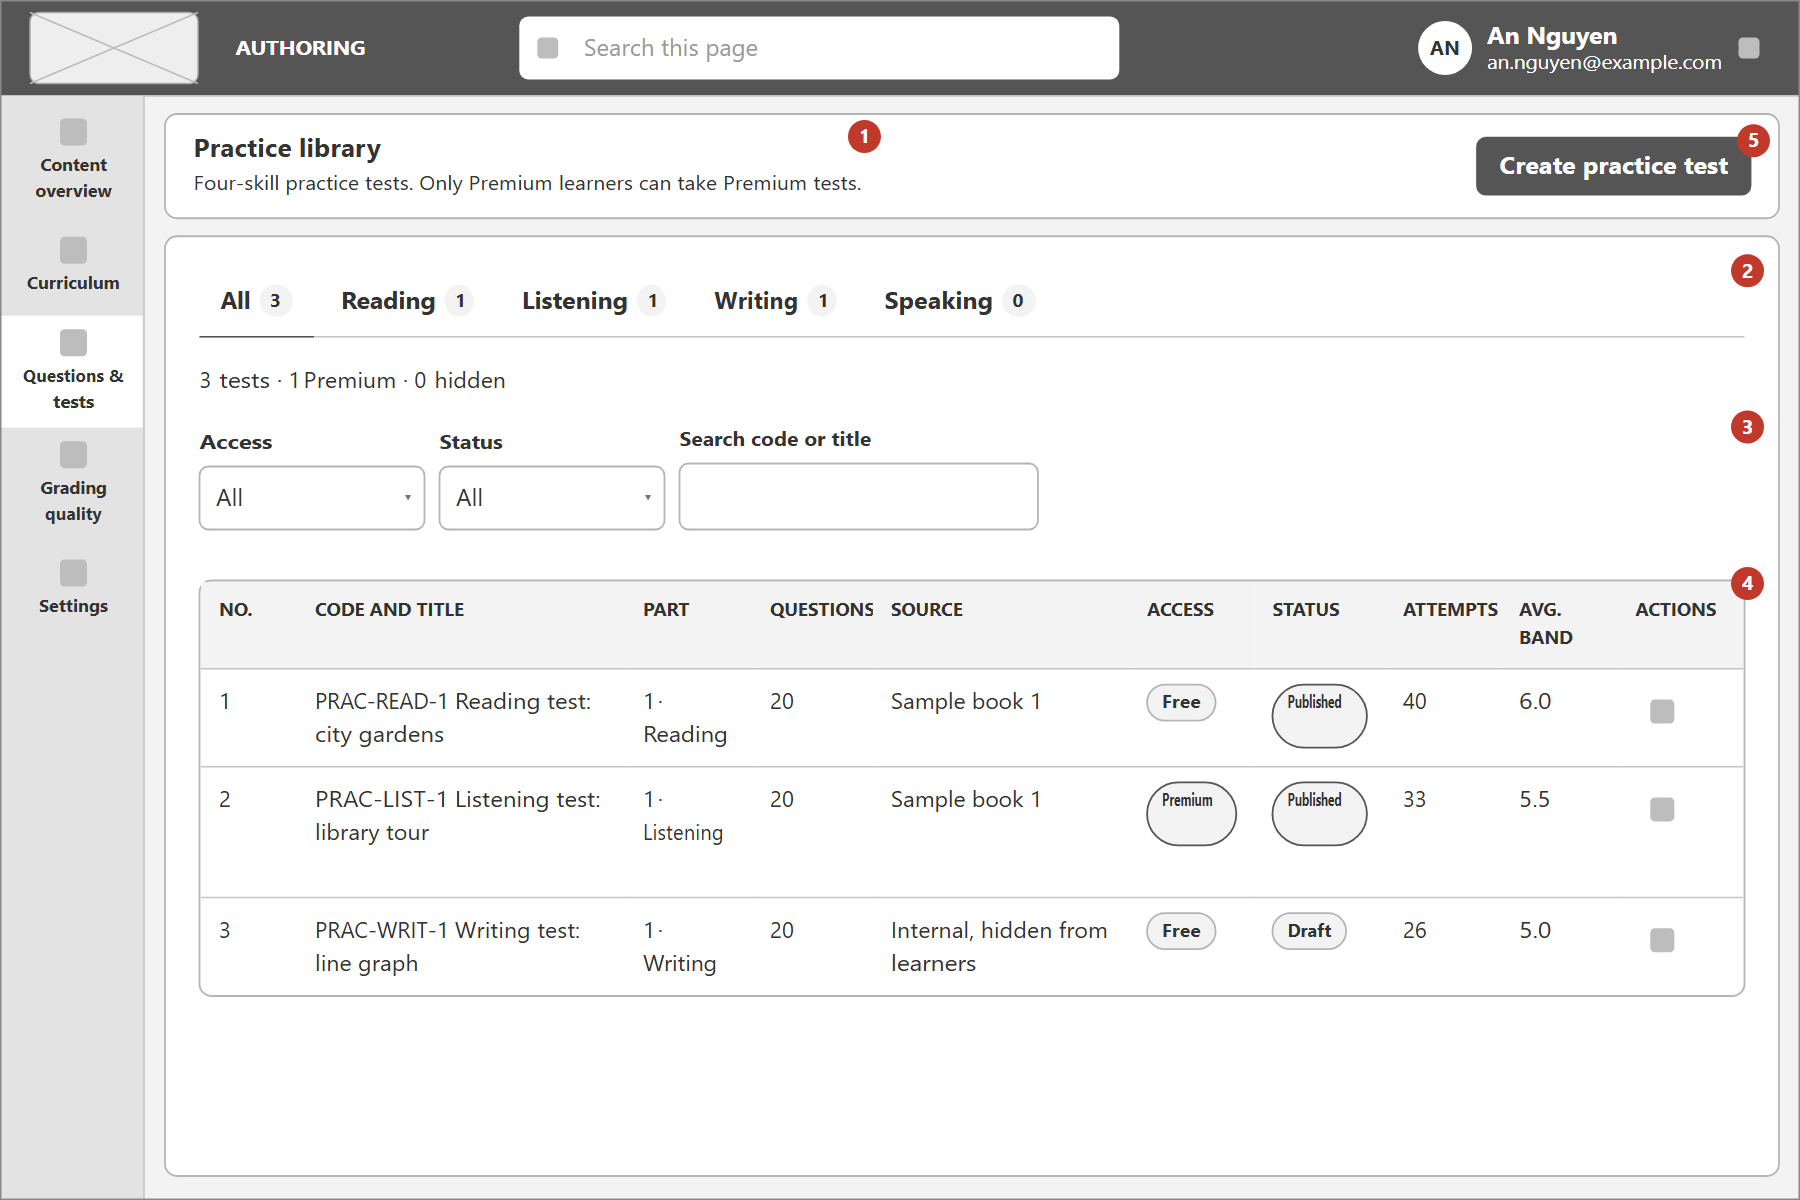 AUTHORING
Search this page
AN
An Nguyen
an.nguyen@example.com
Content
overview
Curriculum
Questions &
tests
Grading
quality
Settings
1
Practice library
Four-skill practice tests. Only Premium learners can take Premium tests.
5
Create practice test
2
All 3
Reading 1
Listening 1
Writing 1
Speaking 0
3 tests · 1 Premium · 0 hidden
3
Access
Status
Search code or title
All
All
4
NO. CODE AND TITLE PART QUESTIONS SOURCE ACCESS STATUS ATTEMPTS AVG. ACTIONS
BAND
1 PRAC-READ-1 Reading test: 1 · 20 Sample book 1 Free Published 40 6.0
city gardens Reading
2 PRAC-LIST-1 Listening test: 1 · 20 Sample book 1 Premium Published 33 5.5
library tour Listening
3 PRAC-WRIT-1 Writing test: 1 · 20 Internal, hidden from Free Draft 26 5.0
line graph Writing learners